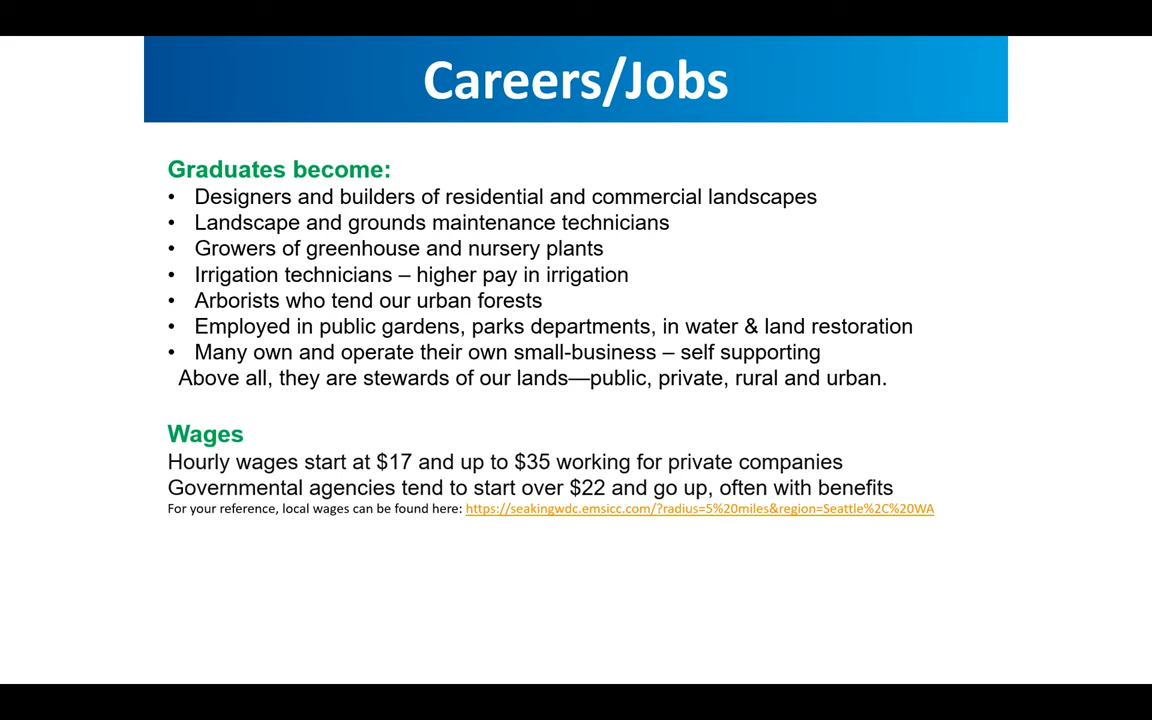 Careers/Jobs
Graduates become:
• Designers and builders of residential and commercial landscapes
• Landscape and grounds maintenance technicians
• Growers of greenhouse and nursery plants
• Irrigation technicians – higher pay in irrigation
• Arborists who tend our urban forests
• Employed in public gardens, parks departments, in water & land restoration
• Many own and operate their own small-business – self supporting
Above all, they are stewards of our lands—public, private, rural and urban.
Wages
Hourly wages start at $17 and up to $35 working for private companies
Governmental agencies tend to start over $22 and go up, often with benefits
For your reference, local wages can be found here: https://seakingwdc.emsicc.com/?radius=5%20miles&region=Seattle%2C%20WA